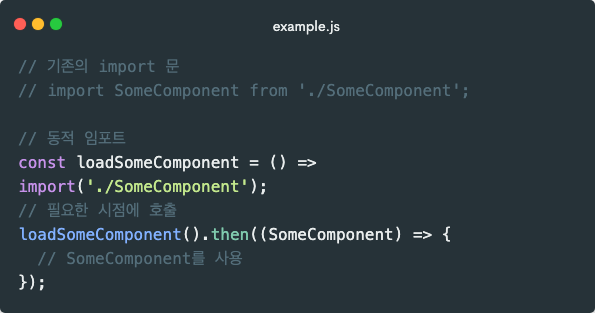 example.js
// 기존의 import 문
// import SomeComponent from './SomeComponent';
// 동적 임포트
const loadSomeComponent = () =>
import('./SomeComponent');
// 필요한 시점에 호출
loadSomeComponent().then((SomeComponent) => {
// SomeComponent를 사용
});